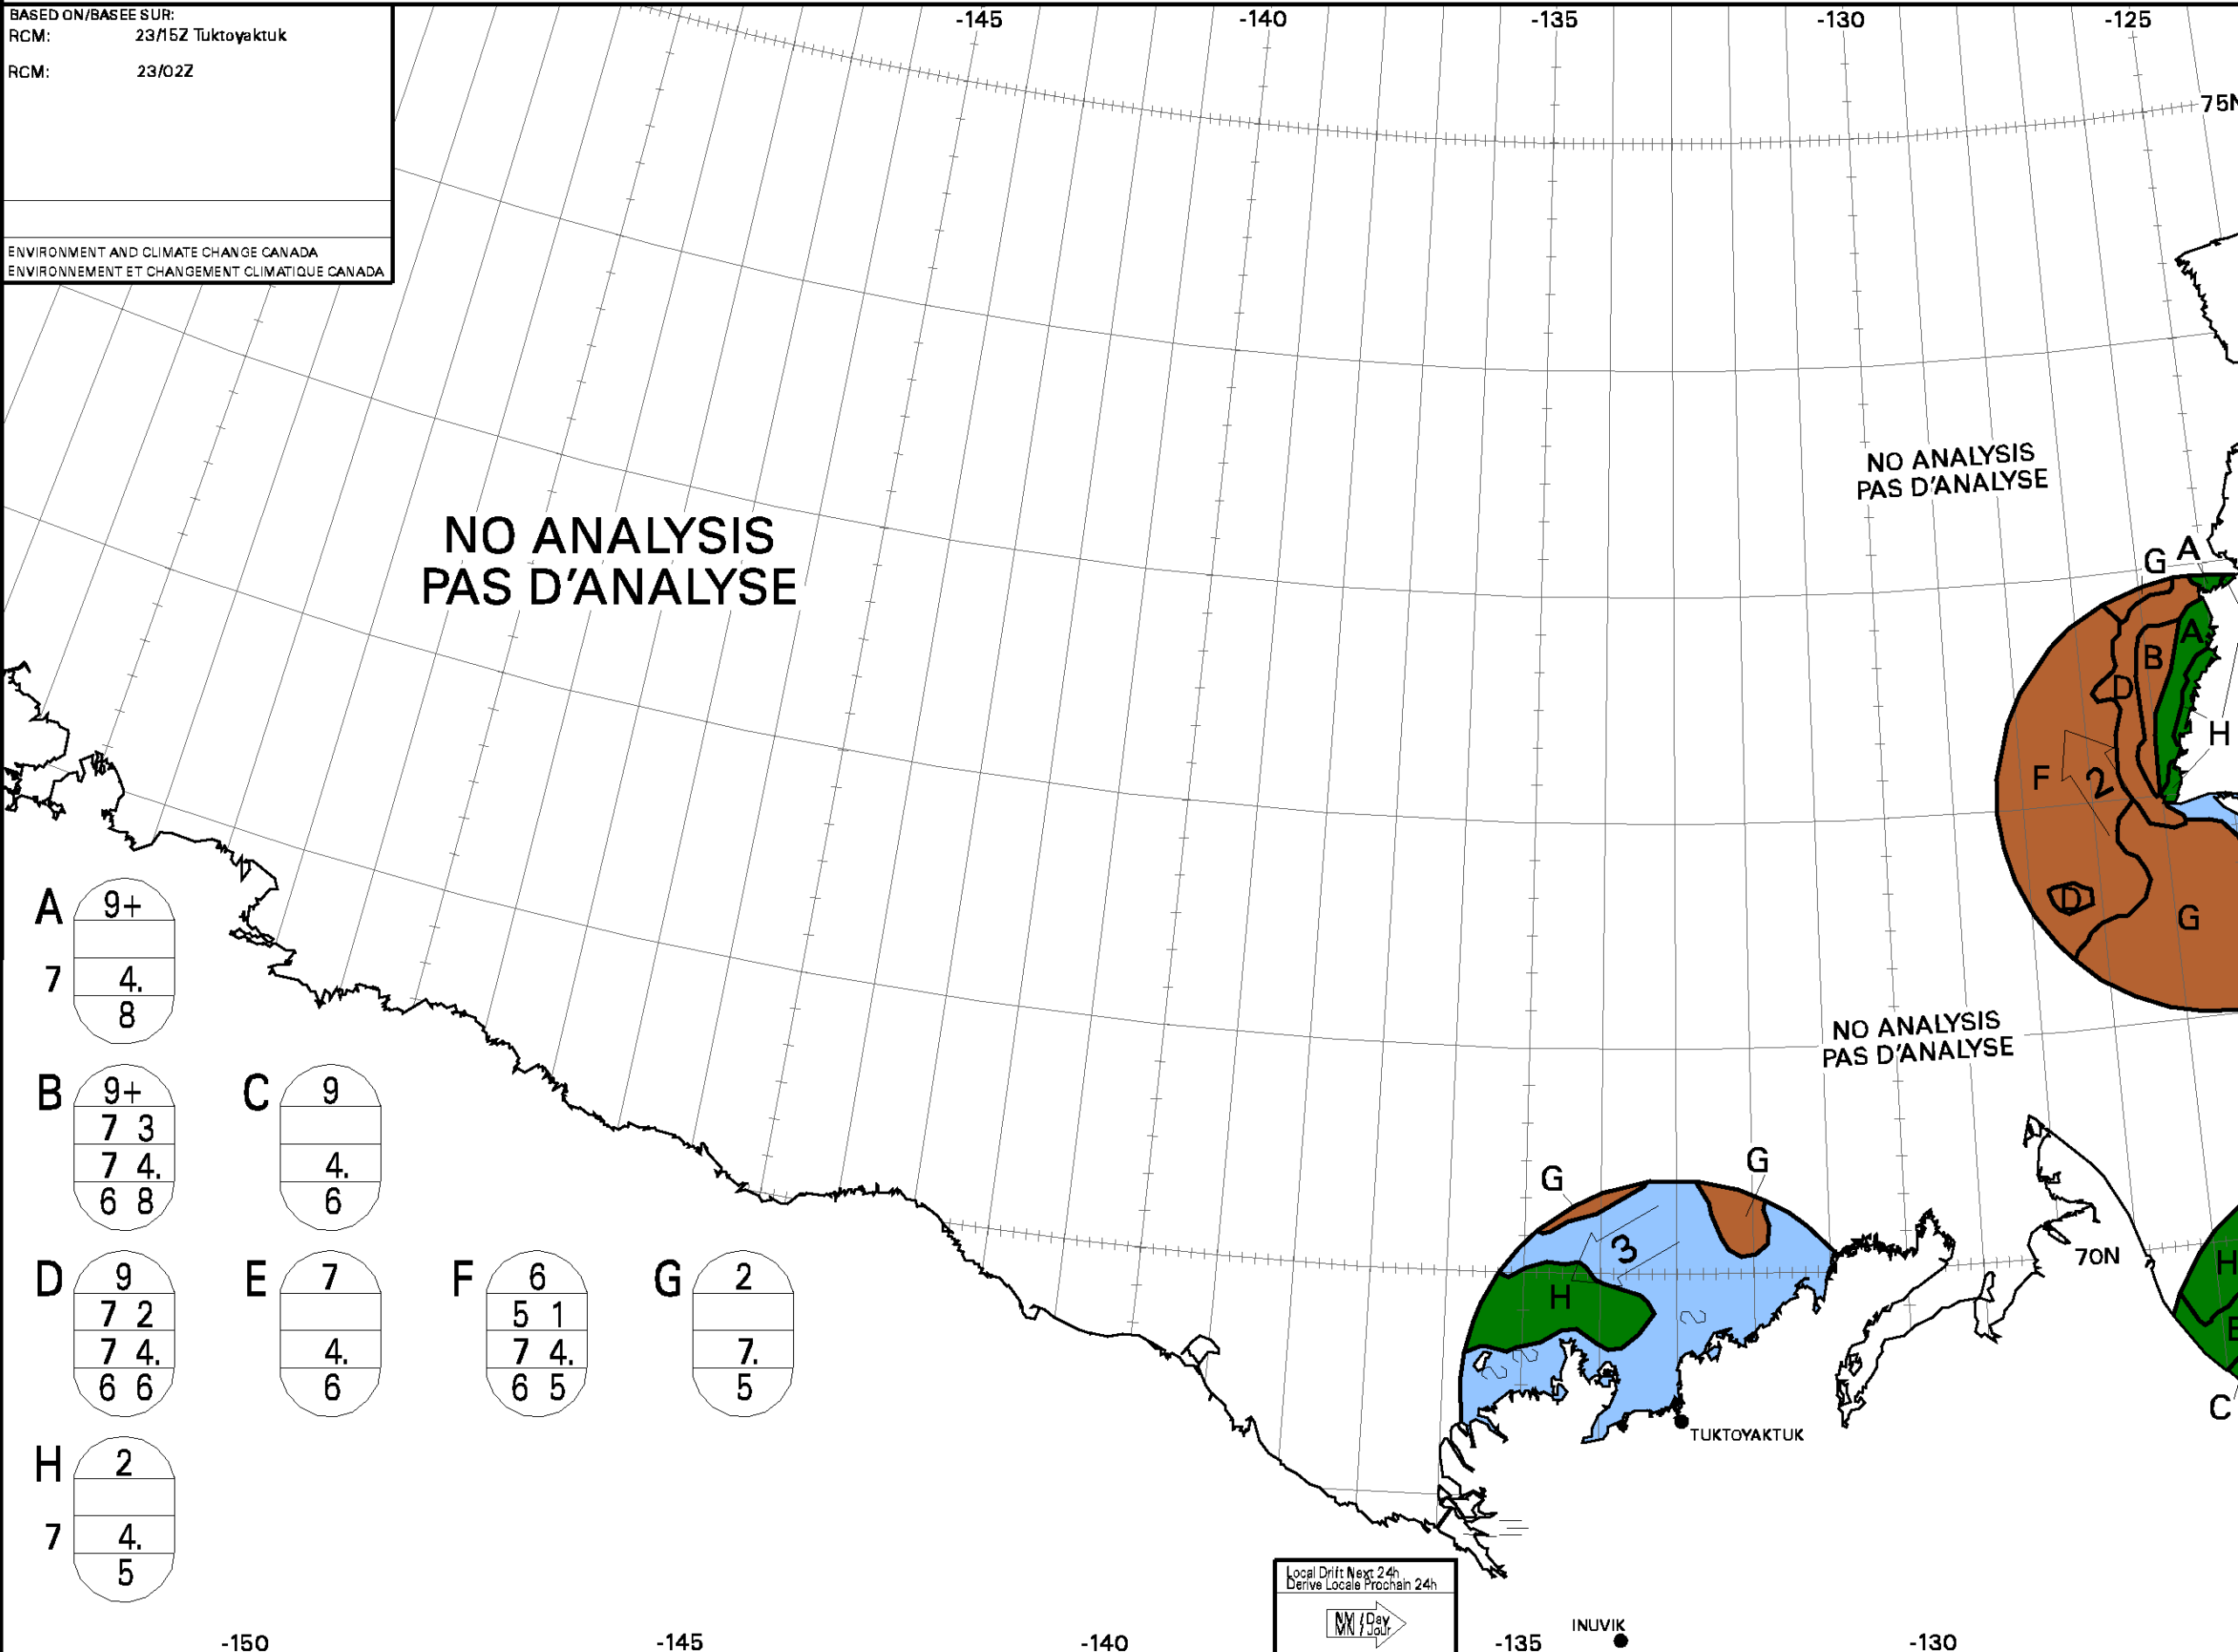 BASED ON/BASEE SUR:
RCM: 23/15Z Tuktoyaktuk
RCM: 23/02Z
ENVIRONMENT AND CLIMATE CHANGE CANADA
ENVIRONNEMENT ET CHANGEMENT CLIMATIQUE CANADA
-145 -140 -135 -130 -125
75N
NO ANALYSIS
PAS D'ANALYSE
NO ANALYSIS
PAS D'ANALYSE
G A
A
B
D
H
F 2
D
G
NO ANALYSIS
PAS D'ANALYSE
G G
3
H
70N
H
E
C
TUKTOYAKTUK
A 9+
7 4.
8
B 9+
7 3
7 4.
6 8
C 9
4.
6
D 9
7 2
7 4.
6 6
E 7
4.
6
F 6
5 1
7 4.
6 5
G 2
7.
5
H 2
7 4.
5
Local Drift Next 24h
Derive Locale Prochain 24h
NM / Day
MN / Jour
INUVIK
-150 -145 -140 -135 -130